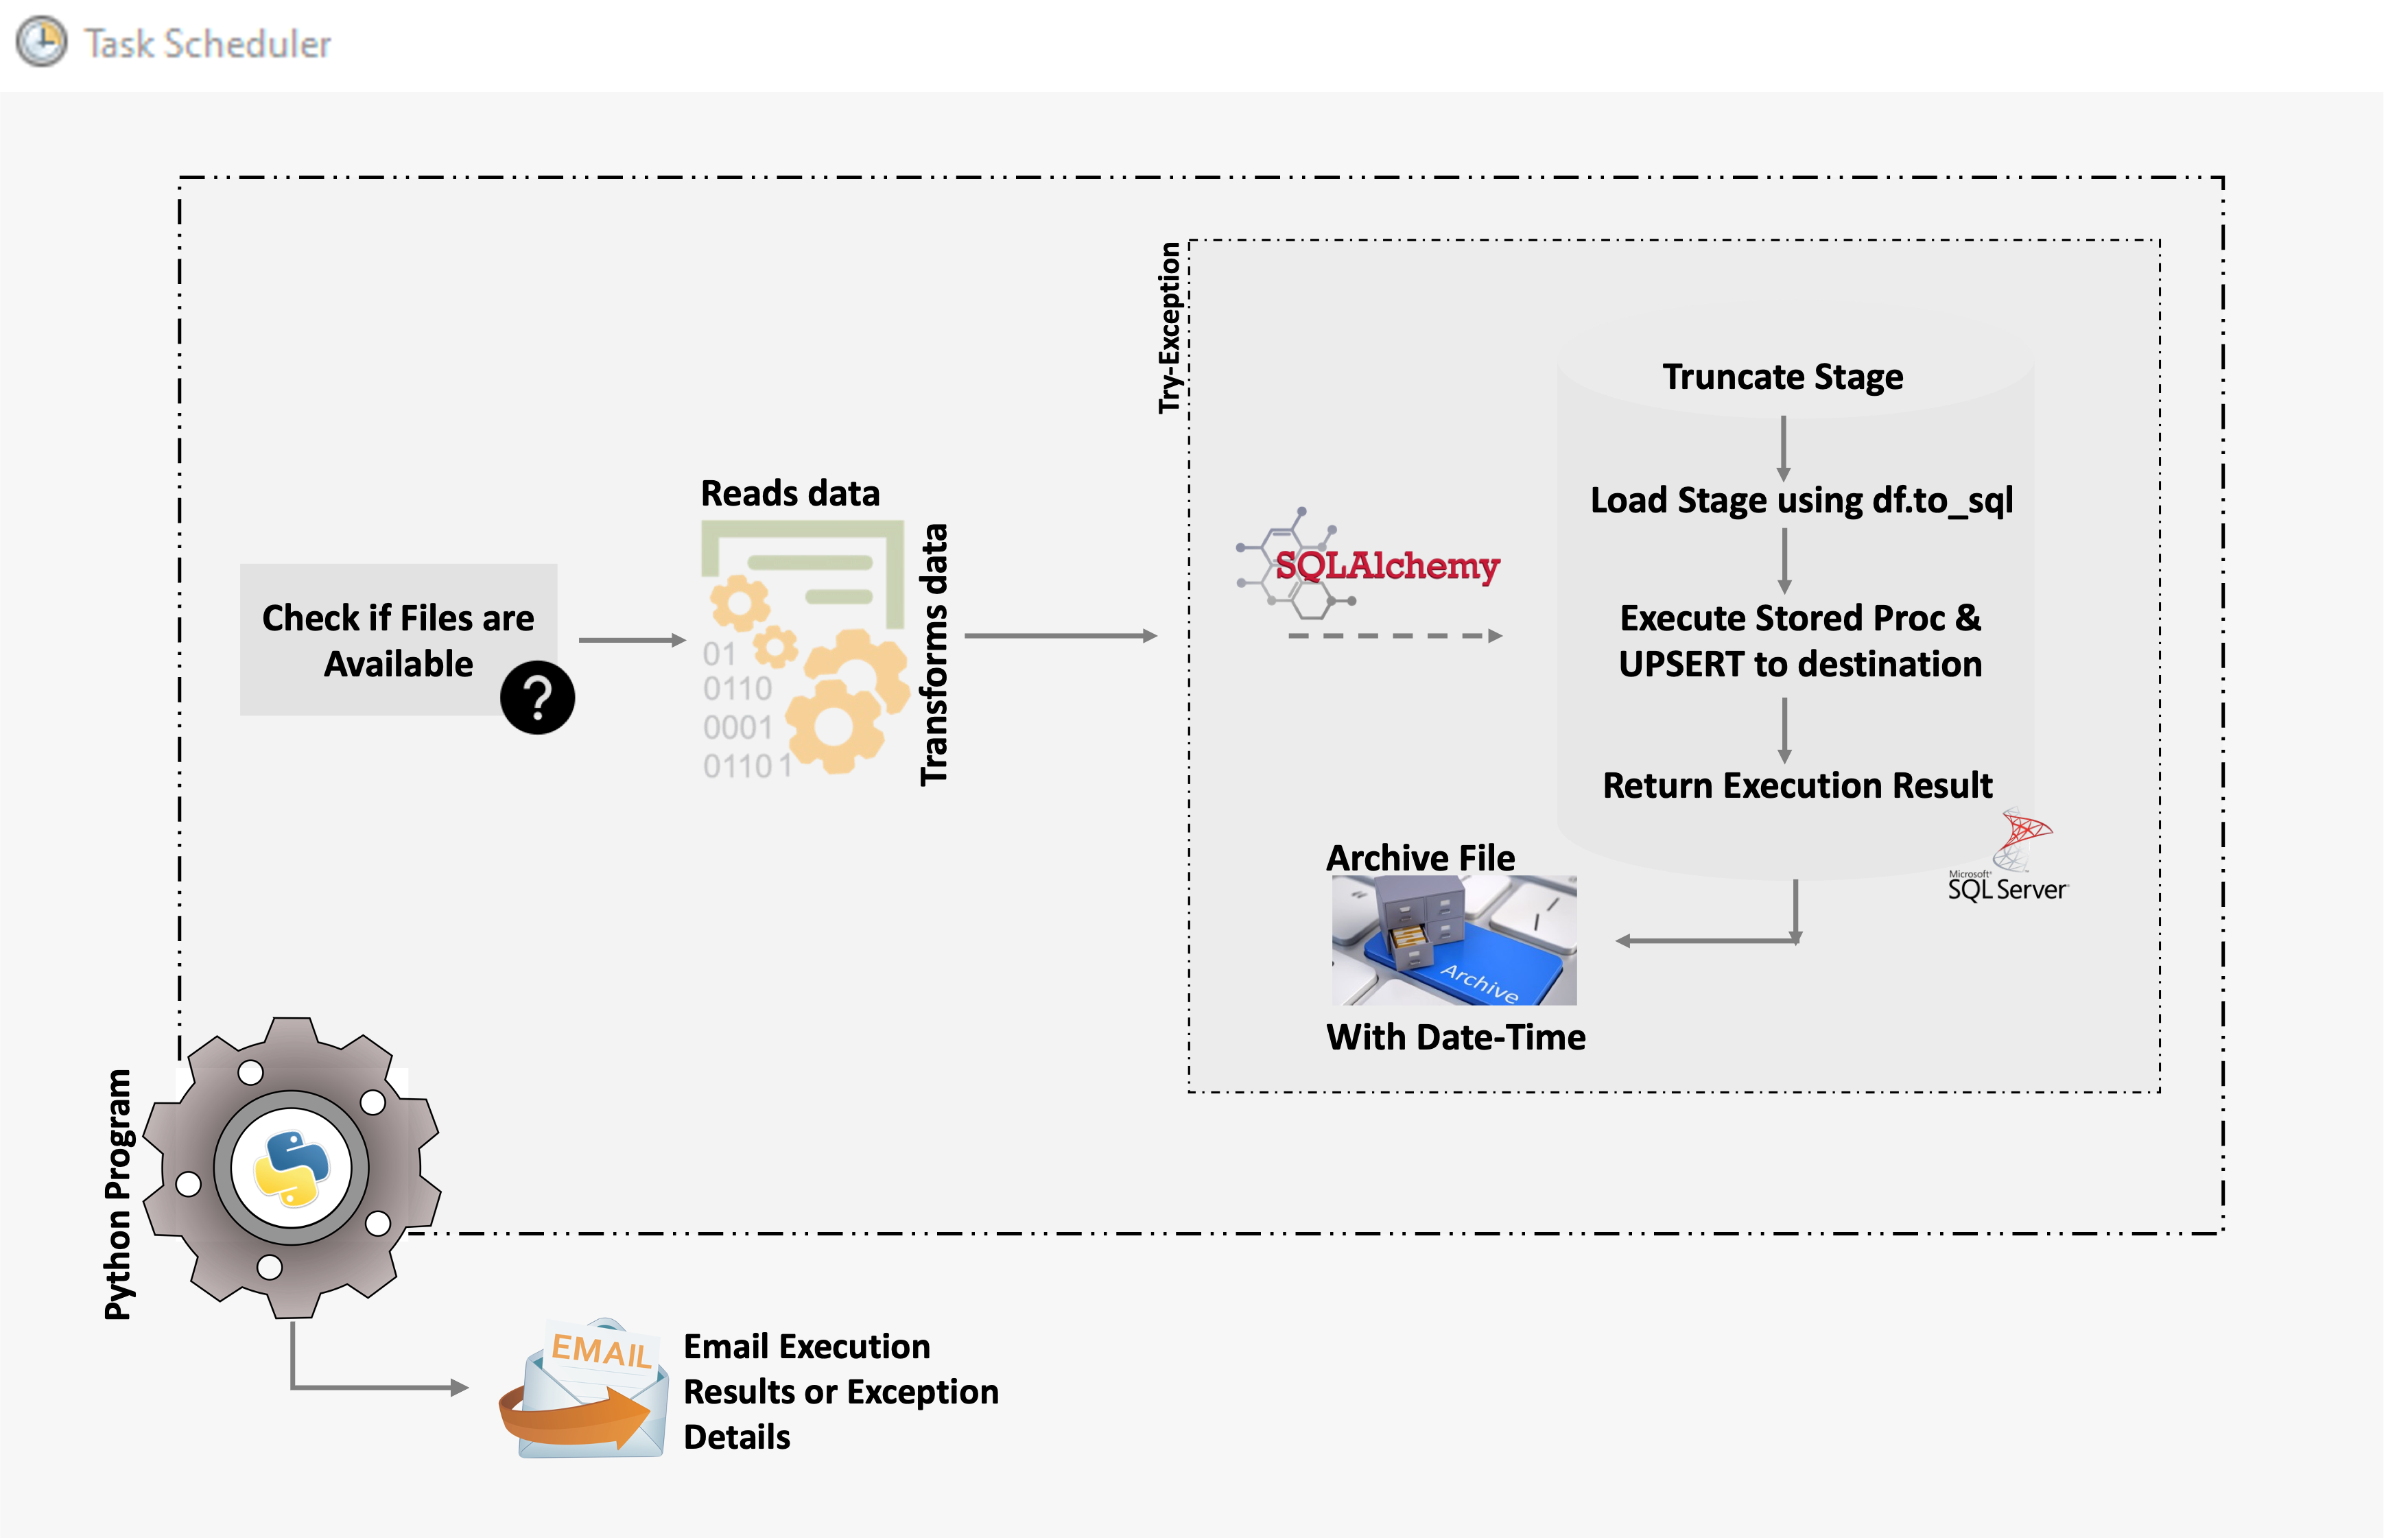 Task Scheduler
Try-Exception
Truncate Stage
Reads data
Load Stage using df.to_sql
Transforms data
SQLAlchemy
Check if Files are
Available
?
01
0110
0001
01101
Execute Stored Proc &
UPSERT to destination
Return Execution Result
Microsoft
SQL Server
Archive File
Archive
With Date-Time
Python Program
EMAIL
Email Execution
Results or Exception
Details